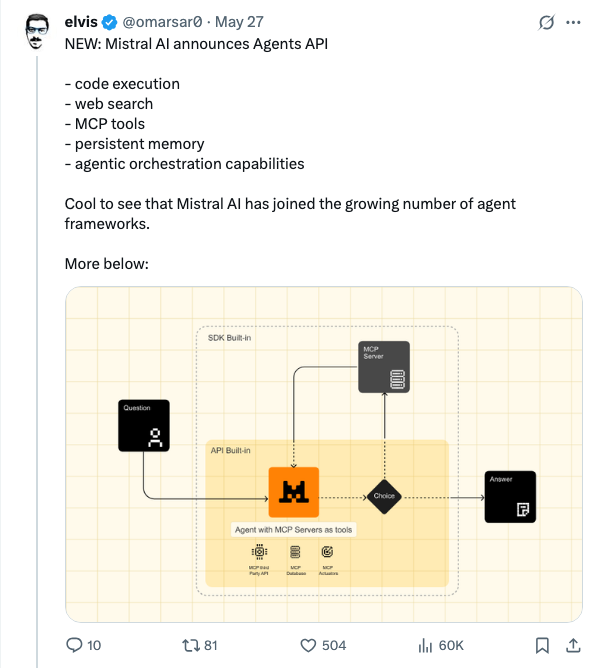 elvis @omarsar0 · May 27
NEW: Mistral AI announces Agents API
- code execution
- web search
- MCP tools
- persistent memory
- agentic orchestration capabilities
Cool to see that Mistral AI has joined the growing number of agent
frameworks.
More below:
SDK Built-in
MCP
Server
Question
API Built-in
Choice
Answer
Agent with MCP Servers as tools
MCP third
Party API
MCP
Database
MCP
Actuators
10
81
504
60K